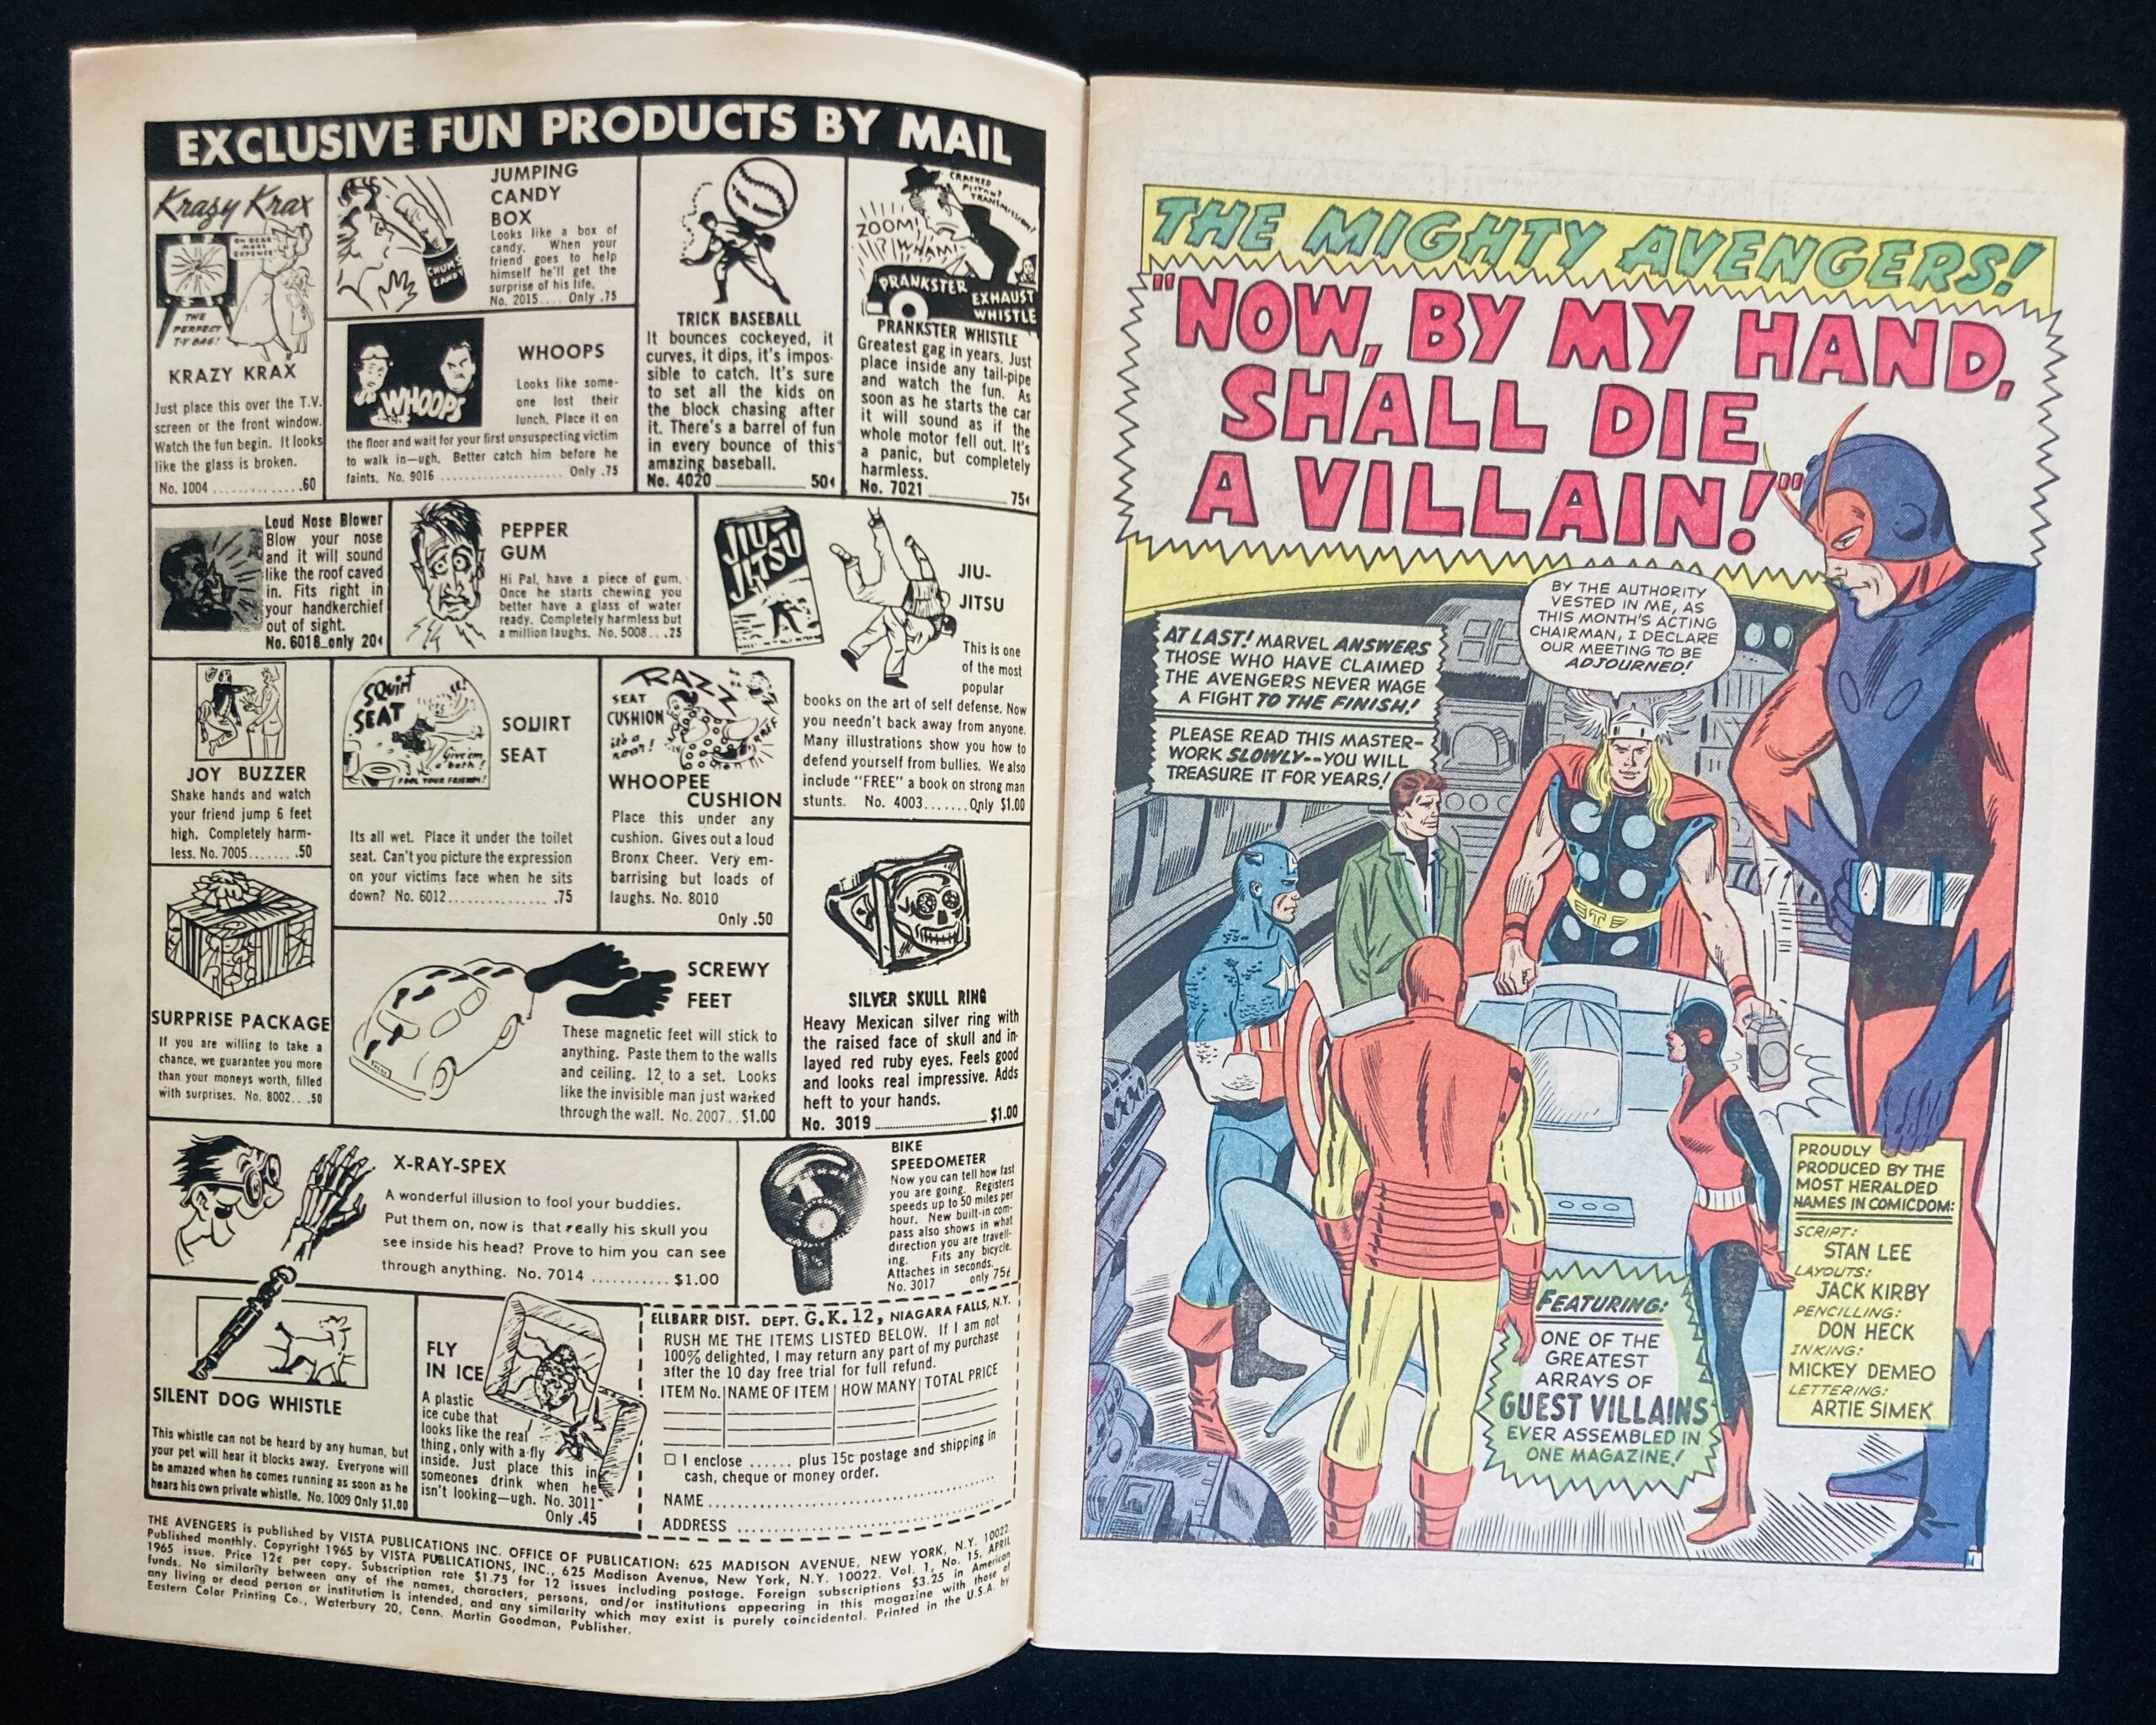 EXCLUSIVE FUN PRODUCTS BY MAIL
Krazy Krax
THE
PERFECT
T-V GAG!
KRAZY KRAX
Just place this over the T.V.
screen or the front window.
Watch the fun begin. It looks
like the glass is broken.
No. 1004 .............. .60
JUMPING
CANDY
BOX
Looks like a box of
candy. When your
friend goes to help
himself he'll get the
surprise of his life.
No. 2015.... Only .75
WHOOPS
WHOOPS
Looks like some-
one lost their
lunch. Place it on
the floor and wait for your first unsuspecting victim
to walk in—ugh. Better catch him before he
faints. No. 9016 ...................... Only .75
TRICK BASEBALL
It bounces cockeyed, it
curves, it dips, it's impos-
sible to catch. It's sure
to set all the kids on
the block chasing after
it. There's a barrel of fun
in every bounce of this
amazing baseball.
No. 4020 ............ 50¢
ZOOM!
WHAM!
PRANKSTER
EXHAUST
WHISTLE
PRANKSTER WHISTLE
Greatest gag in years. Just
place inside any tail-pipe
and watch the fun. As
soon as he starts the car
it will sound as if the
whole motor fell out. It's
a panic, but completely
harmless.
No. 7021 ............ 75¢
Loud Nose Blower
Blow your nose
and it will sound
like the roof caved
in. Fits right in
your handkerchief
out of sight.
No. 6018 only 20¢
PEPPER
GUM
Hi Pal, have a piece of gum.
Once he starts chewing you
better have a glass of water
ready. Completely harmless but
a million laughs. No. 5008...25
JIU-
JITSU
JIU-
JITSU
This is one
of the most
popular
books on the art of self defense. Now
you needn't back away from anyone.
Many illustrations show you how to
defend yourself from bullies. We also
include "FREE" a book on strong man
stunts. No. 4003.......Only $1.00
JOY BUZZER
Shake hands and watch
your friend jump 6 feet
high. Completely harm-
less. No. 7005....... .50
SQUIRT
SEAT
FOOL YOUR FRIENDS!
SQUIRT
SEAT
Its all wet. Place it under the toilet
seat. Can't you picture the expression
on your victims face when he sits
down? No. 6012............... .75
RAZZ
SEAT
CUSHION
it's a
roar!
WHOOPEE
CUSHION
Place this under any
cushion. Gives out a loud
Bronx Cheer. Very em-
barrising but loads of
laughs. No. 8010
Only .50
SURPRISE PACKAGE
If you are willing to take a
chance, we guarantee you more
than your moneys worth, filled
with surprises. No. 8002...50
SCREWY
FEET
These magnetic feet will stick to
anything. Paste them to the walls
and ceiling. 12 to a set. Looks
like the invisible man just warked
through the wall. No. 2007.. $1.00
SILVER SKULL RING
Heavy Mexican silver ring with
the raised face of skull and in-
layed red ruby eyes. Feels good
and looks real impressive. Adds
heft to your hands.
No. 3019 .................... $1.00
X-RAY-SPEX
A wonderful illusion to fool your buddies.
Put them on, now is that really his skull you
see inside his head? Prove to him you can see
through anything. No. 7014 ........... $1.00
BIKE
SPEEDOMETER
Now you can tell how fast
you are going. Registers
speeds up to 50 miles per
hour. New built-in com-
pass also shows in what
direction you are travell-
ing. Fits any bicycle.
Attaches in seconds.
No. 3017 only 75¢
SILENT DOG WHISTLE
This whistle can not be heard by any human, but
your pet will hear it blocks away. Everyone will
be amazed when he comes running as soon as he
hears his own private whistle. No. 1009 Only $1.00
FLY
IN ICE
A plastic
ice cube that
looks like the real
thing, only with a fly
inside. Just place this in
someones drink when he
isn't looking—ugh. No. 3011
Only .45
ELLBARR DIST. DEPT. G.K.12, NIAGARA FALLS, N.Y.
RUSH ME THE ITEMS LISTED BELOW. If I am not
100% delighted, I may return any part of my purchase
after the 10 day free trial for full refund.
ITEM No. NAME OF ITEM HOW MANY TOTAL PRICE
☐ I enclose ...... plus 15c postage and shipping in
cash, cheque or money order.
NAME
ADDRESS
THE AVENGERS is published by VISTA PUBLICATIONS INC. OFFICE OF PUBLICATION: 625 MADISON AVENUE, NEW YORK, N.Y. 10022.
Published monthly. Copyright 1965 by VISTA PUBLICATIONS, INC., 625 Madison Avenue, New York, N.Y. 10022. Vol. 1, No. 15, APRIL
1965 issue. Price 12¢ per copy. Subscription rate $1.75 for 12 issues including postage. Foreign subscriptions $3.25 in American
funds. No similarity between any of the names, characters, persons, and/or institutions appearing in this magazine with those of
any living or dead person or institution is intended, and any similarity which may exist is purely coincidental. Printed in the U.S.A. by
Eastern Color Printing Co., Waterbury 20, Conn. Martin Goodman, Publisher.
THE MIGHTY AVENGERS!
"NOW, BY MY HAND,
SHALL DIE
A VILLAIN!"
AT LAST! MARVEL ANSWERS
THOSE WHO HAVE CLAIMED
THE AVENGERS NEVER WAGE
A FIGHT TO THE FINISH!
PLEASE READ THIS MASTER-
WORK SLOWLY--YOU WILL
TREASURE IT FOR YEARS!
BY THE AUTHORITY
VESTED IN ME, AS
THIS MONTH'S ACTING
CHAIRMAN, I DECLARE
OUR MEETING TO BE
ADJOURNED!
FEATURING:
ONE OF THE
GREATEST
ARRAYS OF
GUEST VILLAINS
EVER ASSEMBLED IN
ONE MAGAZINE!
PROUDLY
PRODUCED BY THE
MOST HERALDED
NAMES IN COMICDOM:
SCRIPT:
STAN LEE
LAYOUTS:
JACK KIRBY
PENCILLING:
DON HECK
INKING:
MICKEY DEMEO
LETTERING:
ARTIE SIMEK
1